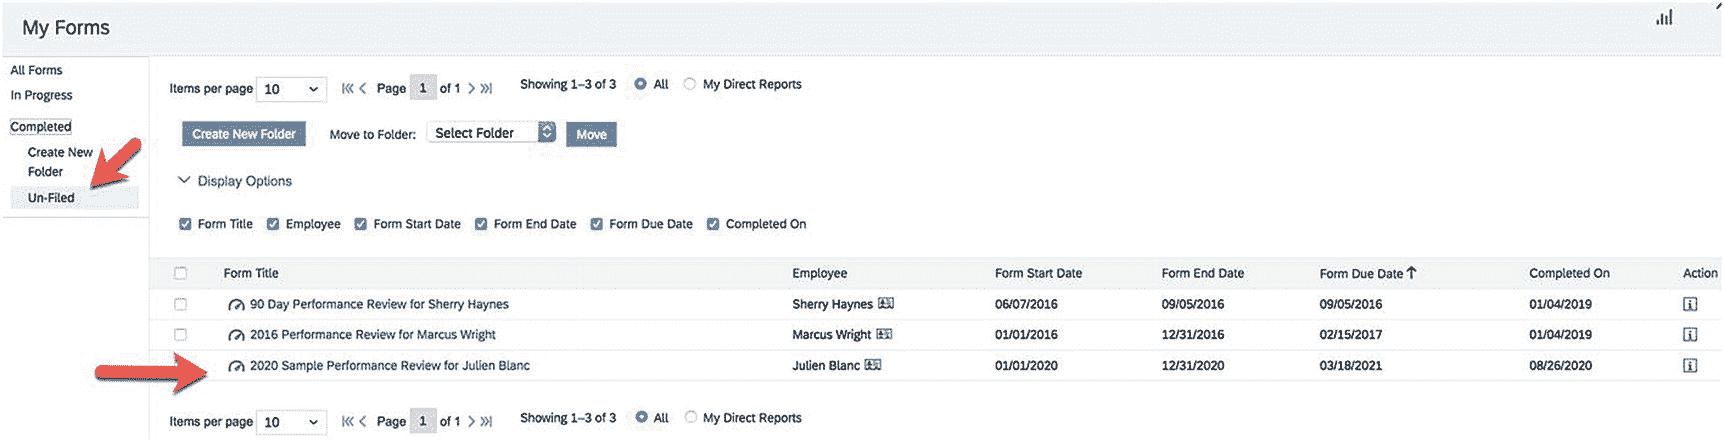 My Forms
All Forms
In Progress
Completed
Create New
Folder
Un-Filed
Items per page 10 Page 1 of 1 Showing 1–3 of 3 All My Direct Reports
Create New Folder Move to Folder: Select Folder Move
Display Options
Form Title Employee Form Start Date Form End Date Form Due Date Completed On
Form Title Employee Form Start Date Form End Date Form Due Date Completed On Action
90 Day Performance Review for Sherry Haynes Sherry Haynes 06/07/2016 09/05/2016 09/05/2016 01/04/2019
2016 Performance Review for Marcus Wright Marcus Wright 01/01/2016 12/31/2016 02/15/2017 01/04/2019
2020 Sample Performance Review for Julien Blanc Julien Blanc 01/01/2020 12/31/2020 03/18/2021 08/26/2020
Items per page 10 Page 1 of 1 Showing 1–3 of 3 All My Direct Reports